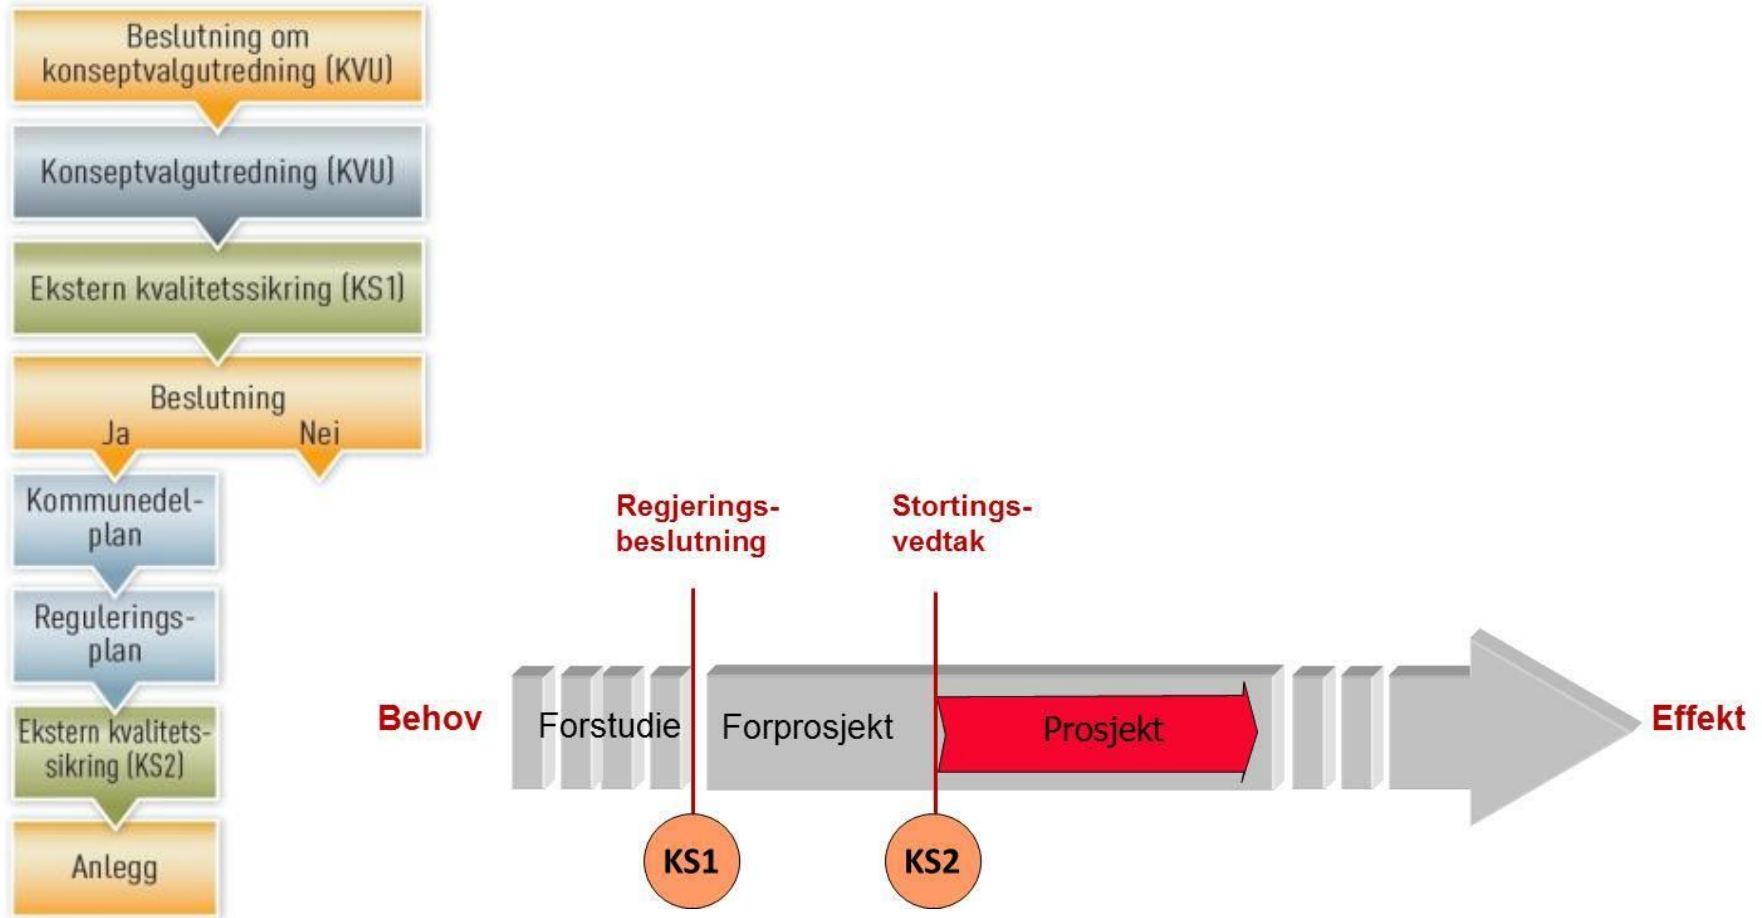 Beslutning om
konseptvalgutredning (KVU)
Konseptvalgutredning (KVU)
Ekstern kvalitetssikring (KS1)
Beslutning
Ja Nei
Kommunedel-
plan
Regulerings-
plan
Ekstern kvalitets-
sikring (KS2)
Anlegg
Regjerings-
beslutning
Stortings-
vedtak
Behov Forstudie Forprosjekt Prosjekt Effekt
KS1 KS2